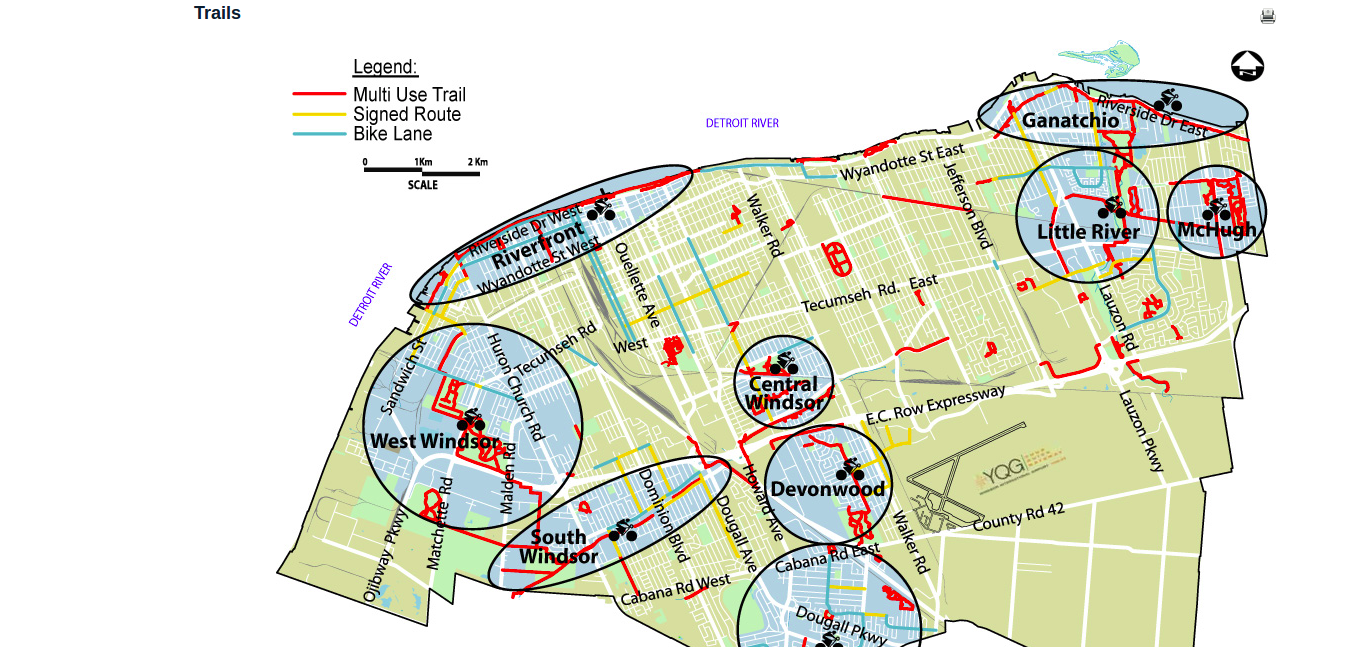 Trails
Legend:
Multi Use Trail
Signed Route
Bike Lane
0 1Km 2 Km
SCALE
DETROIT RIVER
N
Riverside Dr East
Ganatchio
Wyandotte St East
Jefferson Blvd
Walker Rd
Riverside Dr West
Riverfront
Wyandotte St West
Little River
McHugh
DETROIT RIVER
Ouellette Ave
Tecumseh Rd. East
Lauzon Rd
Sandwich St
Huron Church Rd
Tecumseh Rd
West
Central
Windsor
E.C. Row Expressway
Lauzon Pkwy
West Windsor
Malden Rd
Matchette Rd
Ojibway Pkwy
Dominion Blvd
Dougall Ave
Howard Ave
Devonwood
Walker Rd
YQG
County Rd 42
South
Windsor
Cabana Rd East
Cabana Rd West
Dougall Pkwy